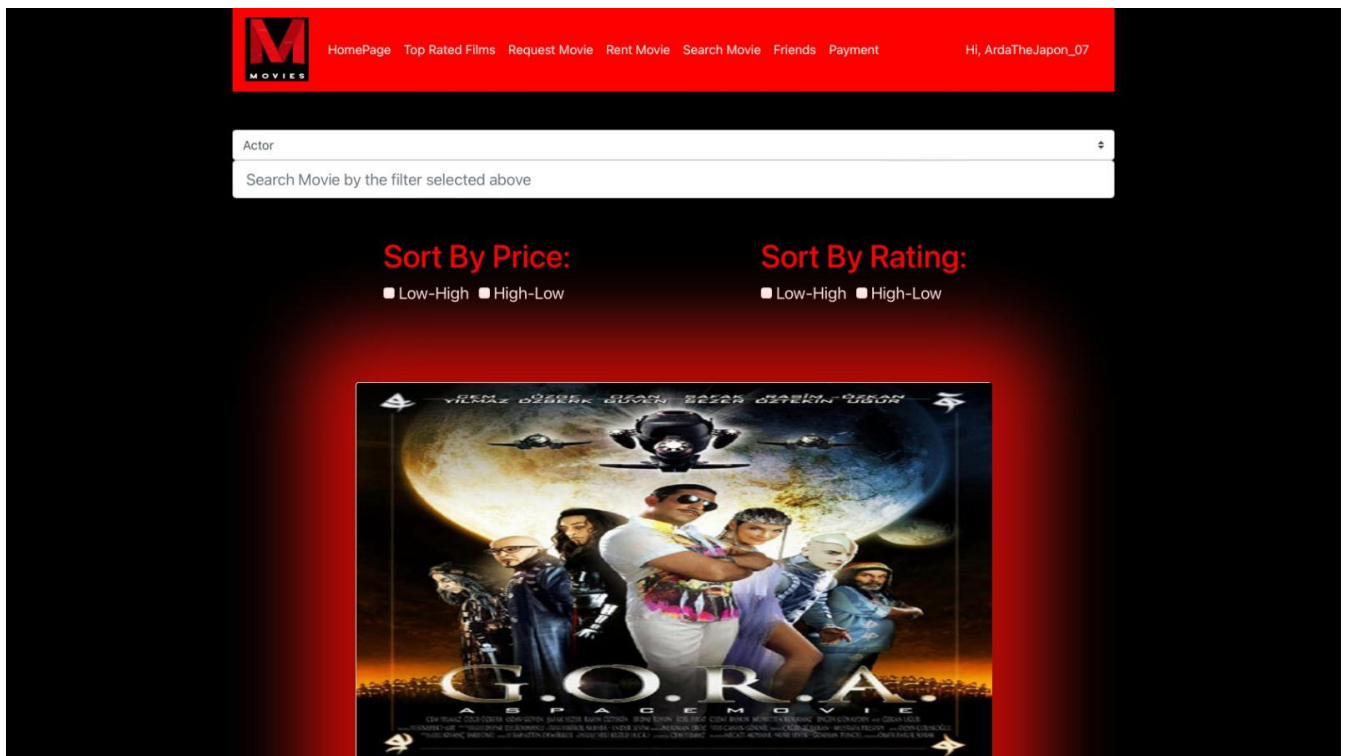 MOVIES
HomePage Top Rated Films Request Movie Rent Movie Search Movie Friends Payment Hi, ArdaTheJapon_07
Actor
Search Movie by the filter selected above
Sort By Price: Sort By Rating:
Low-High High-Low Low-High High-Low
CEM ÖZGE OZAN ŞAFAK RASİM ÖZKAN
YILMAZ ÖZBERK GÜVEN SEZER ÖZTEKİN UĞUR
G.O.R.A.
A SPACE MOVIE